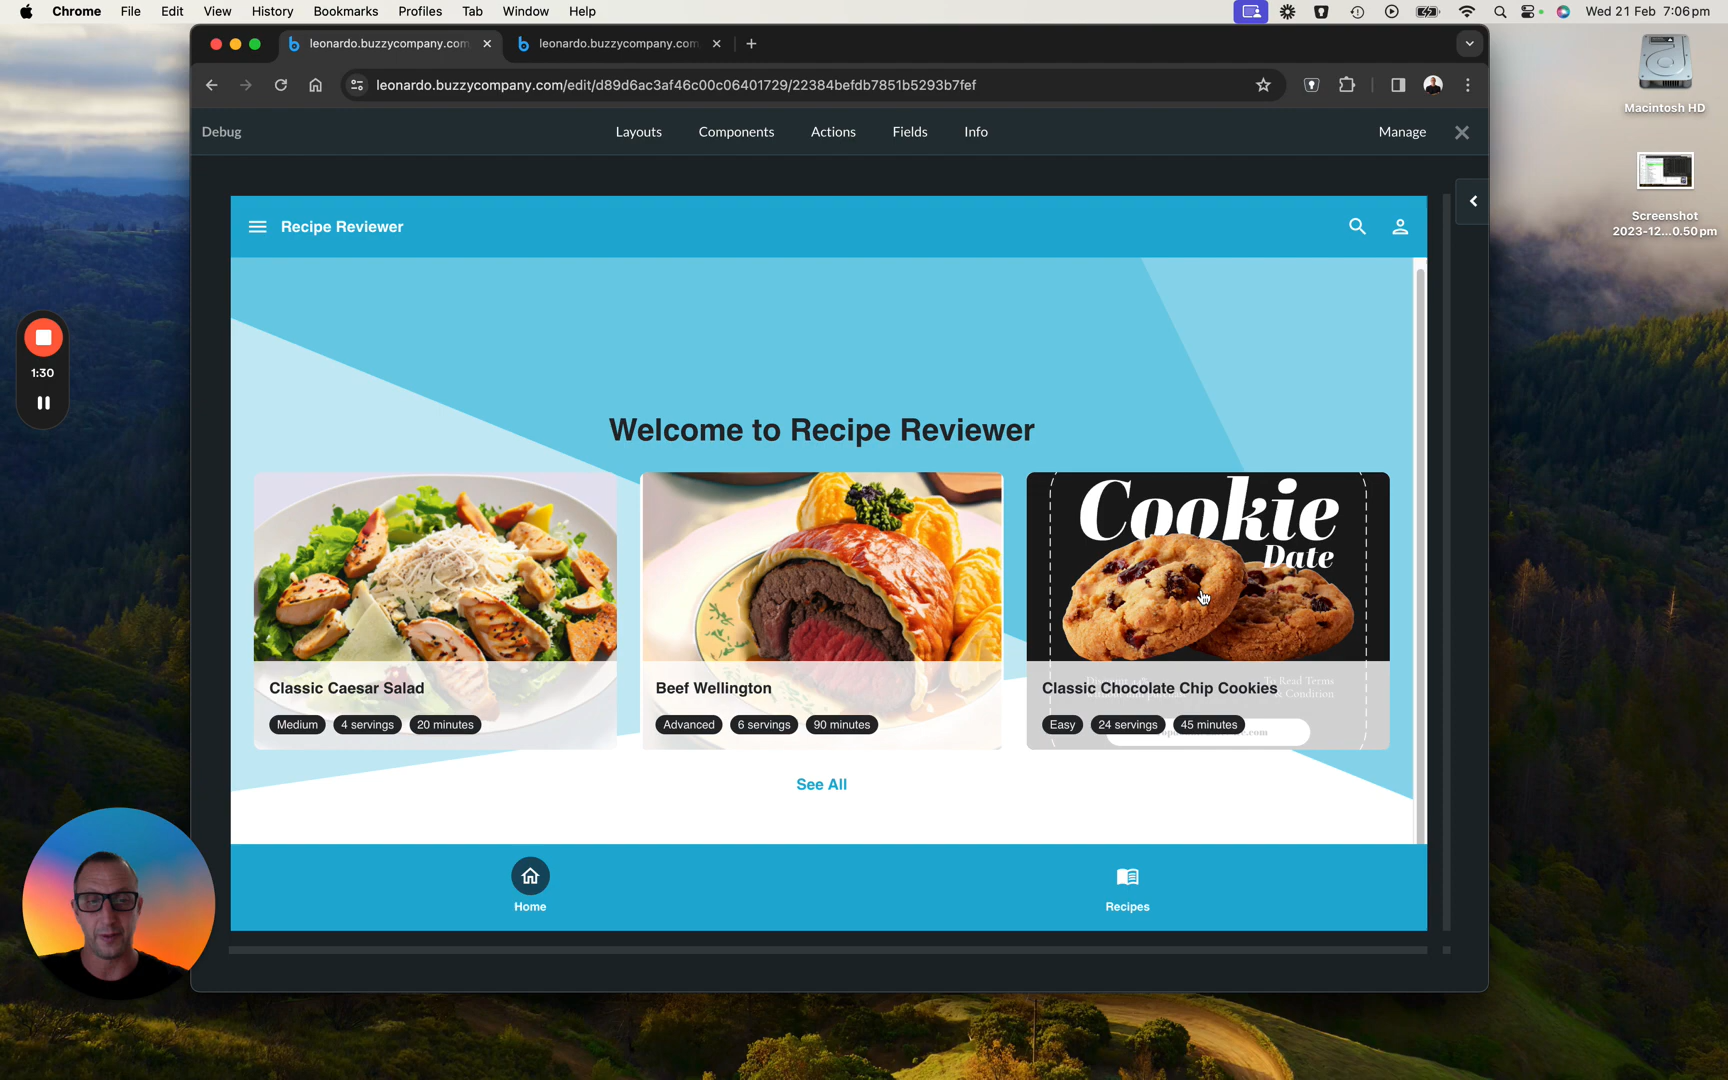 Chrome File Edit View History Bookmarks Profiles Tab Window Help
Wed 21 Feb 7:06 pm
leonardo.buzzycompany.com
leonardo.buzzycompany.com
leonardo.buzzycompany.com/edit/d89d6ac3af46c00c06401729/22384befdb7851b5293b7fef
Macintosh HD
Debug
Layouts Components Actions Fields Info
Manage
Screenshot
2023-12...0.50 pm
Recipe Reviewer
1:30
Welcome to Recipe Reviewer
Cookie
Date
Classic Caesar Salad
Medium 4 servings 20 minutes
Beef Wellington
Advanced 6 servings 90 minutes
To Read Terms
& Condition
Classic Chocolate Chip Cookies
Easy 24 servings 45 minutes
See All
Home
Recipes